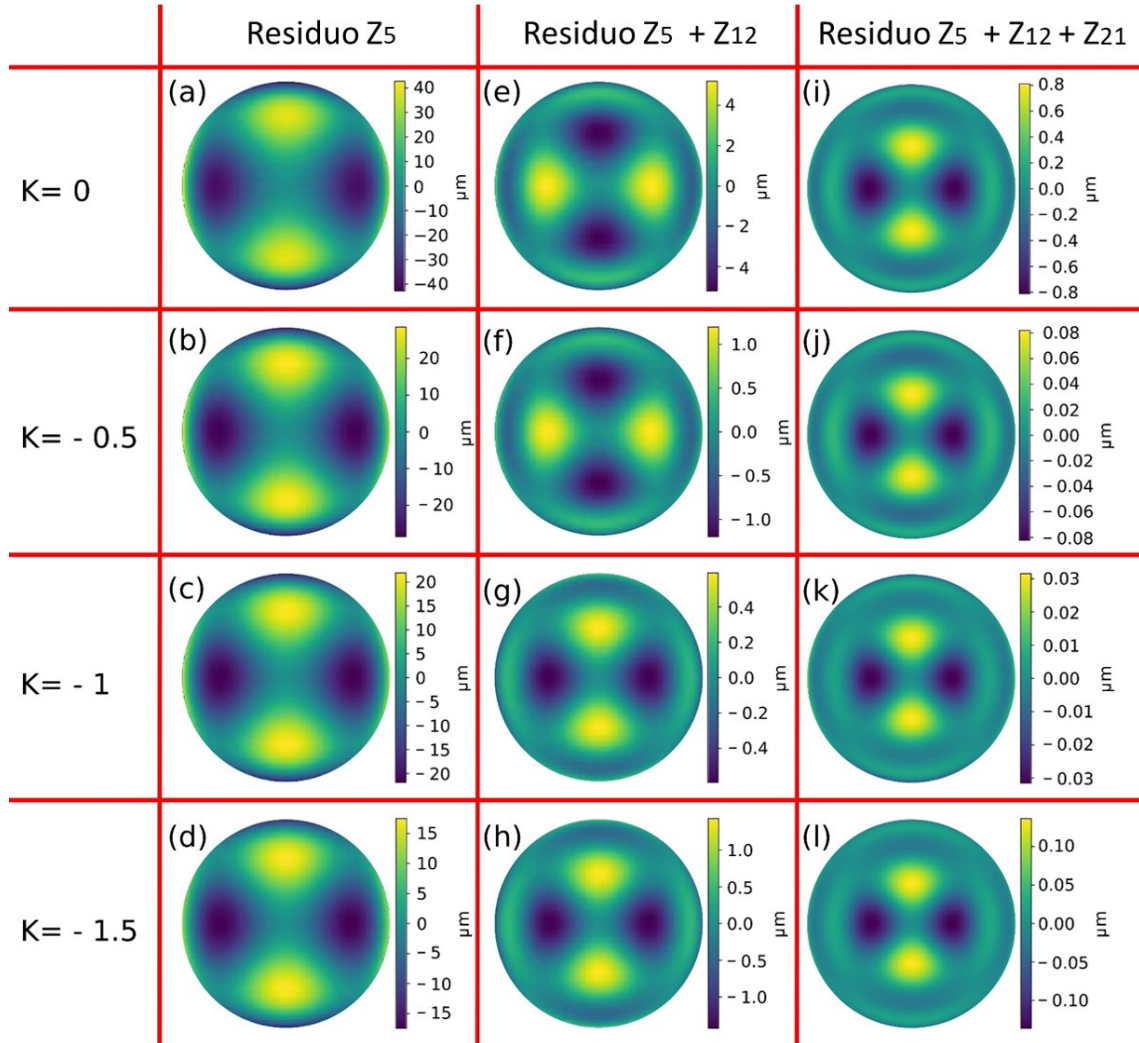 Residuo Z5
Residuo Z5 + Z12
Residuo Z5 + Z12 + Z21
K= 0
(a)
40
30
20
10
0
−10
−20
−30
−40
µm
(e)
4
2
0
−2
−4
µm
(i)
0.8
0.6
0.4
0.2
0.0
−0.2
−0.4
−0.6
−0.8
µm
K= - 0.5
(b)
20
10
0
−10
−20
µm
(f)
1.0
0.5
0.0
−0.5
−1.0
µm
(j)
0.08
0.06
0.04
0.02
0.00
−0.02
−0.04
−0.06
−0.08
µm
K= - 1
(c)
20
15
10
5
0
−5
−10
−15
−20
µm
(g)
0.4
0.2
0.0
−0.2
−0.4
µm
(k)
0.03
0.02
0.01
0.00
−0.01
−0.02
−0.03
µm
K= - 1.5
(d)
15
10
5
0
−5
−10
−15
µm
(h)
1.0
0.5
0.0
−0.5
−1.0
µm
(l)
0.10
0.05
0.00
−0.05
−0.10
µm